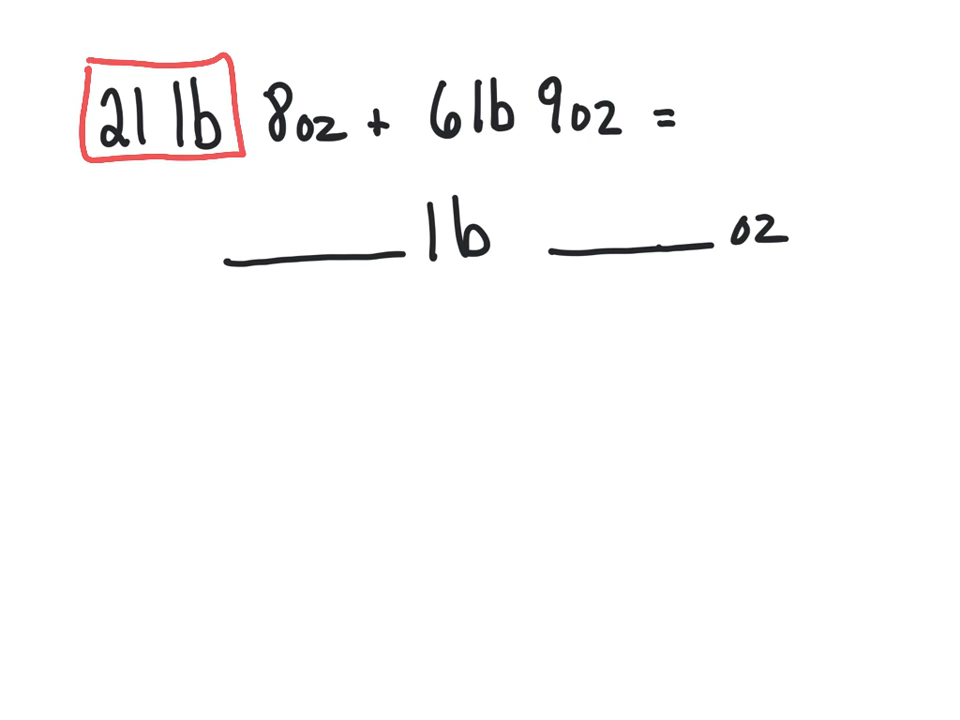 21 lb 8oz + 6lb 9oz =
____ lb ____ oz